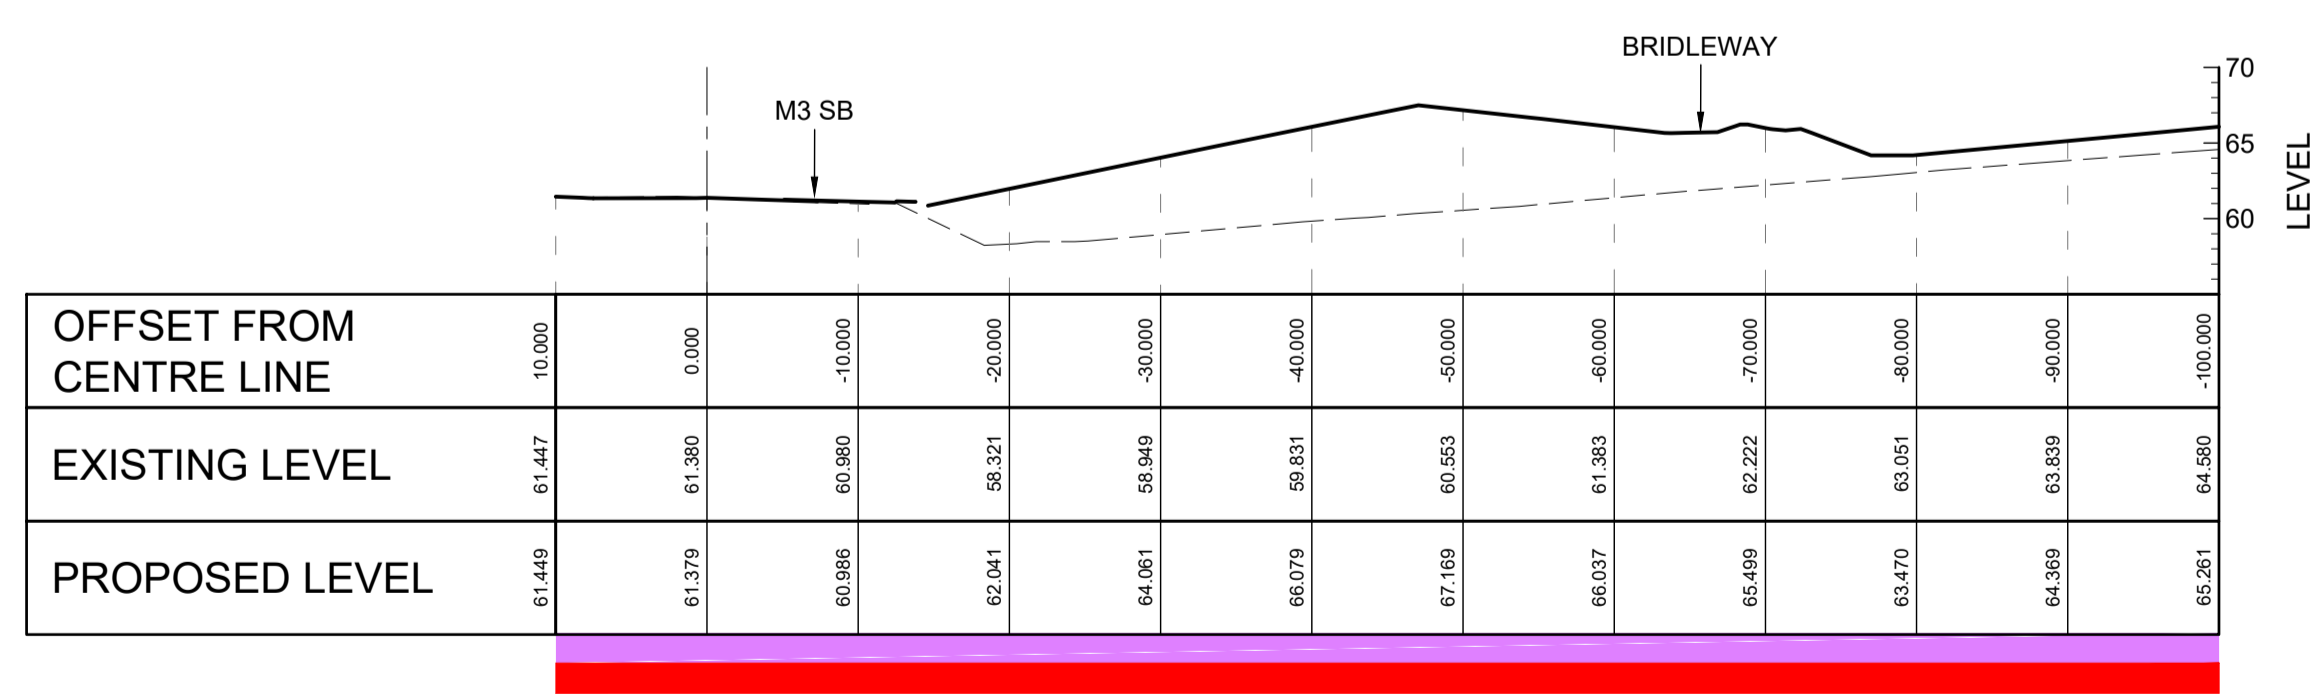 BRIDLEWAY
M3 SB
70
65
60
LEVEL
OFFSET FROM
CENTRE LINE
10.000 0.000 -10.000 -20.000 -30.000 -40.000 -50.000 -60.000 -70.000 -80.000 -90.000 -100.000
EXISTING LEVEL
61.447 61.380 60.980 58.321 58.949 59.831 60.553 61.383 62.222 63.051 63.839 64.580
PROPOSED LEVEL
61.449 61.379 60.986 62.041 64.061 66.079 67.169 66.037 65.499 63.470 64.369 65.261